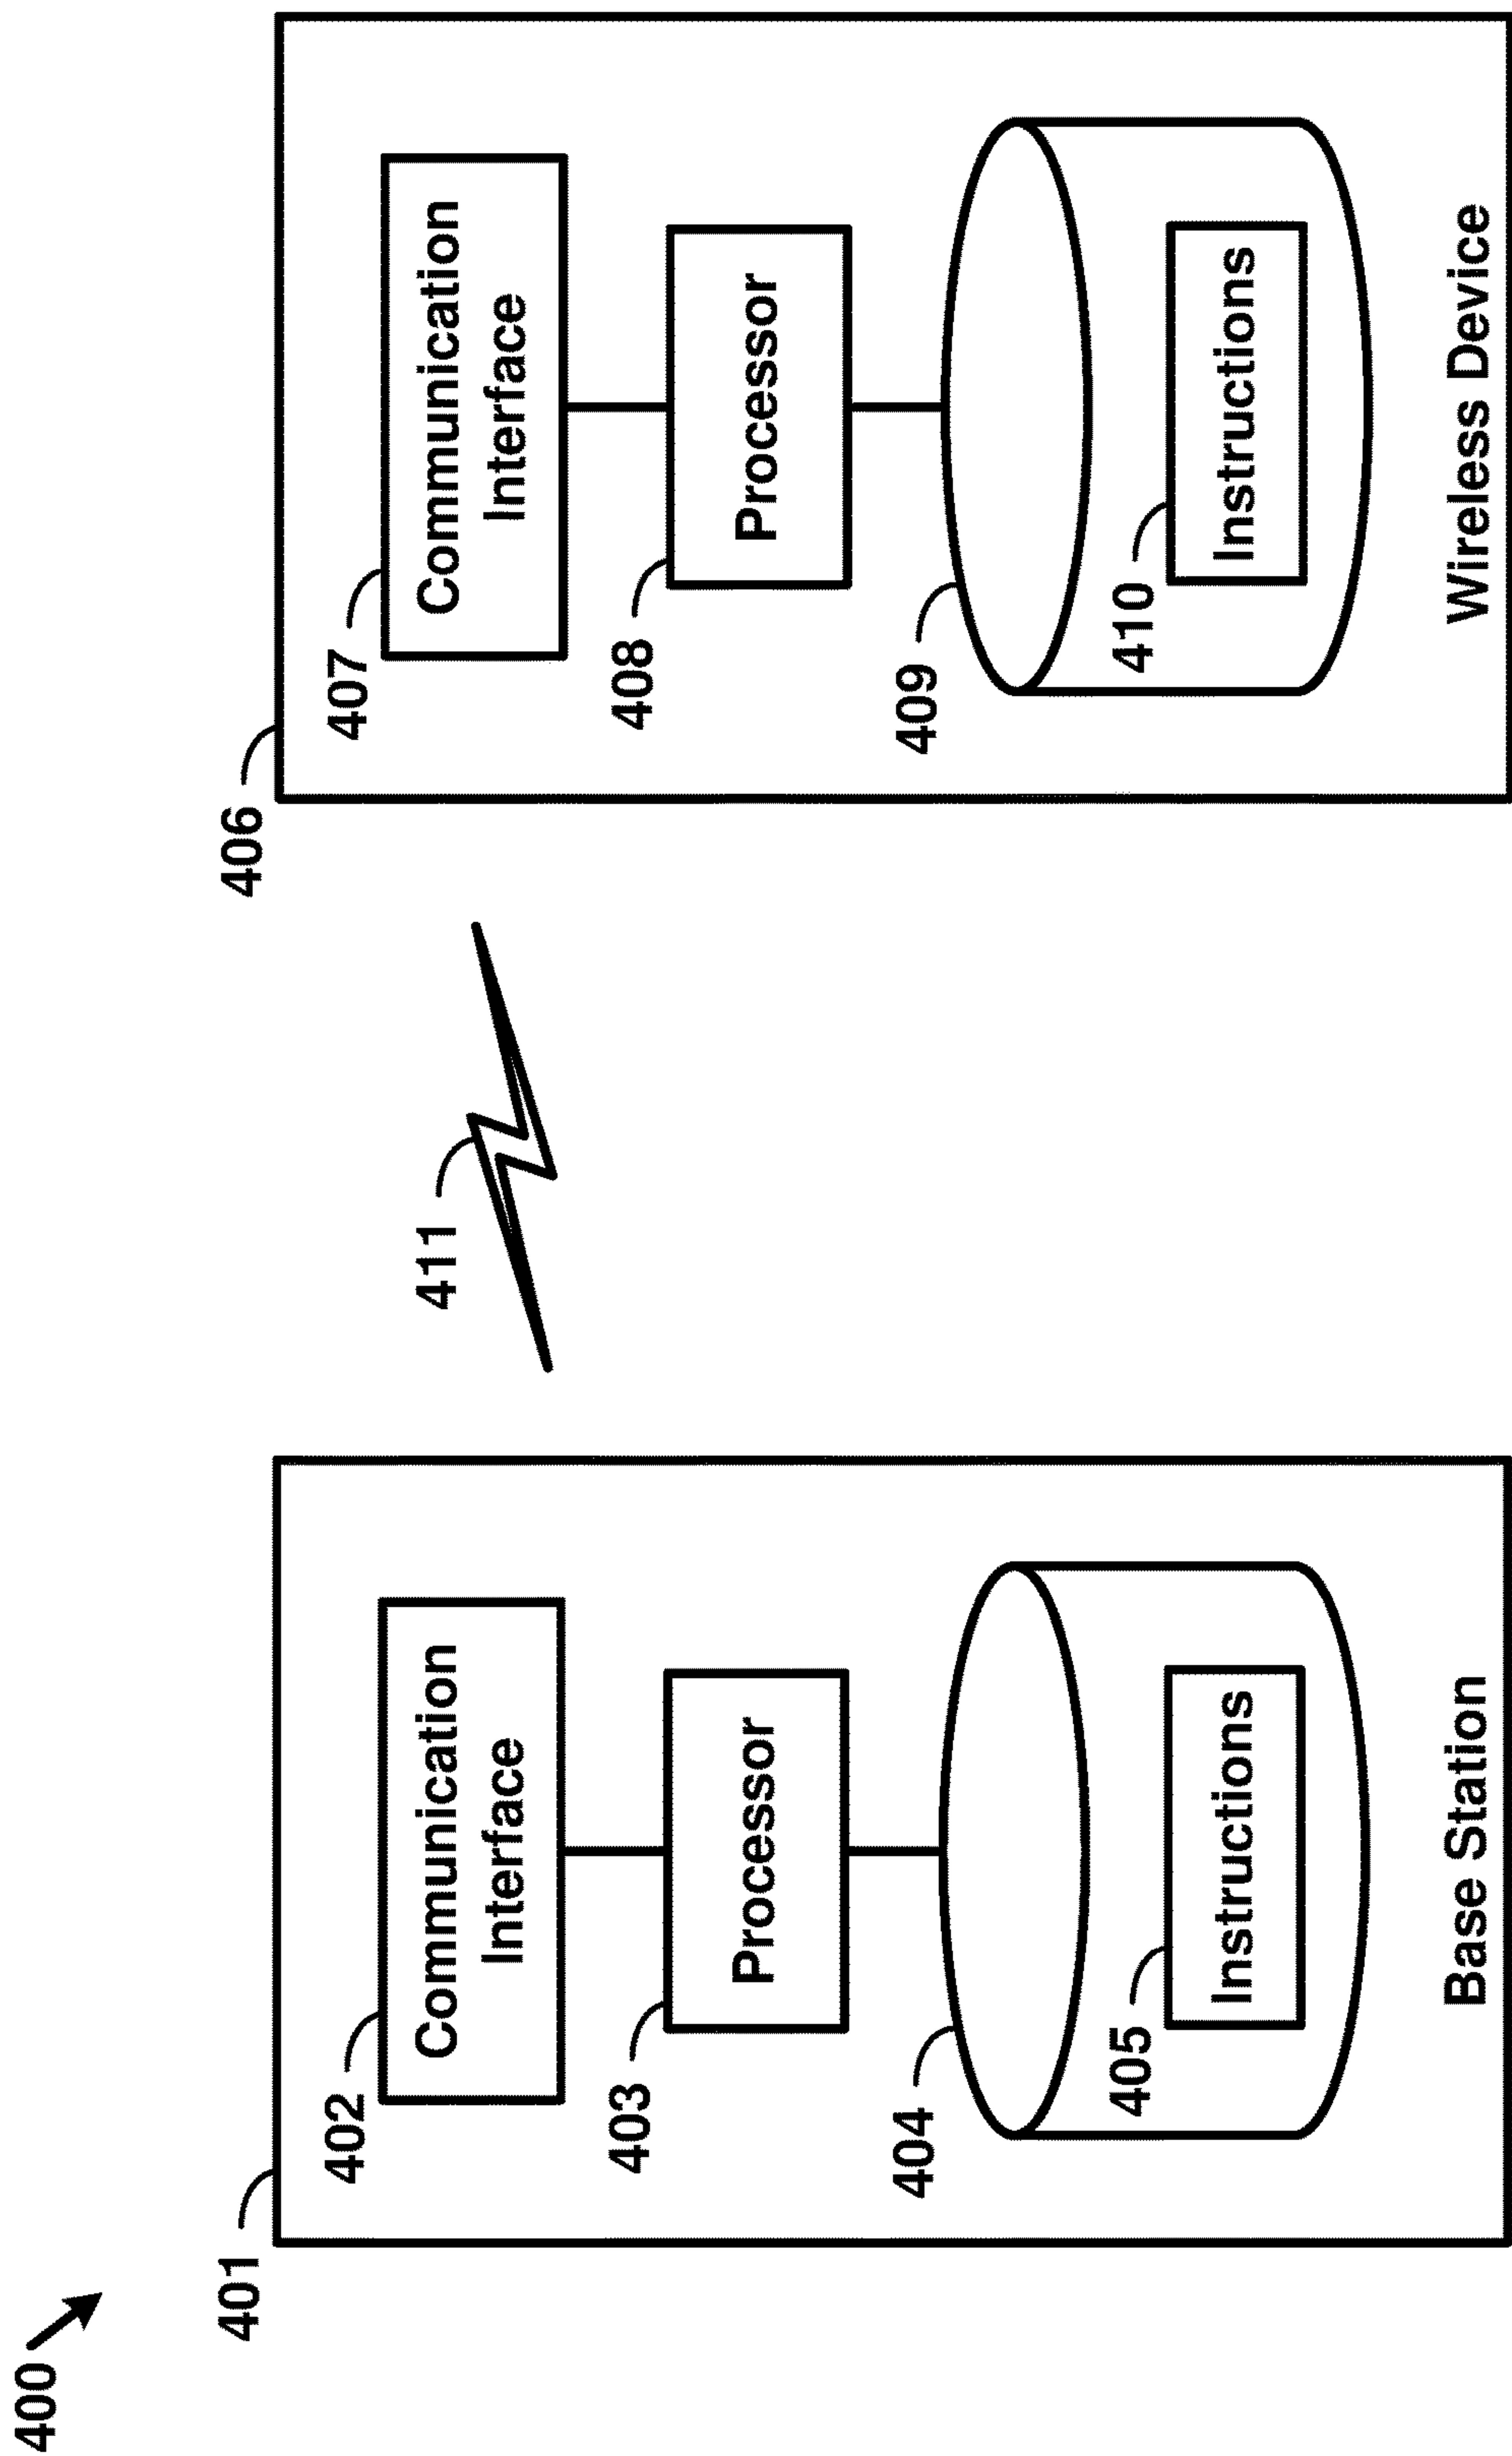 400
401
402
Communication
Interface
403
Processor
404
405
Instructions
Base Station
411
406
407
Communication
Interface
408
Processor
409
410
Instructions
Wireless Device